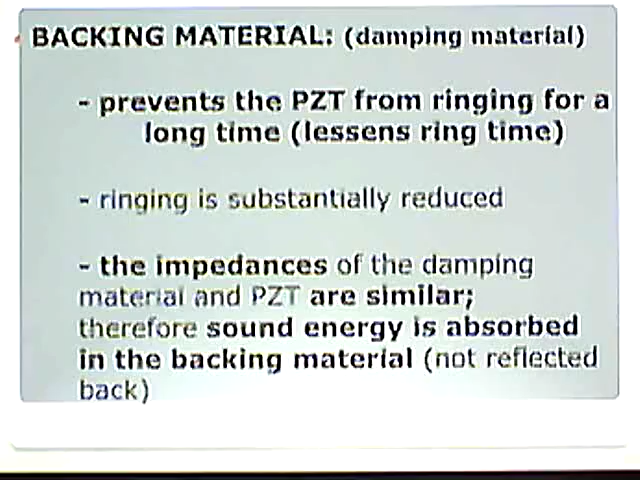 BACKING MATERIAL: (damping material)
- prevents the PZT from ringing for a
long time (lessens ring time)
- ringing is substantially reduced
- the impedances of the damping
material and PZT are similar;
therefore sound energy is absorbed
in the backing material (not reflected
back)